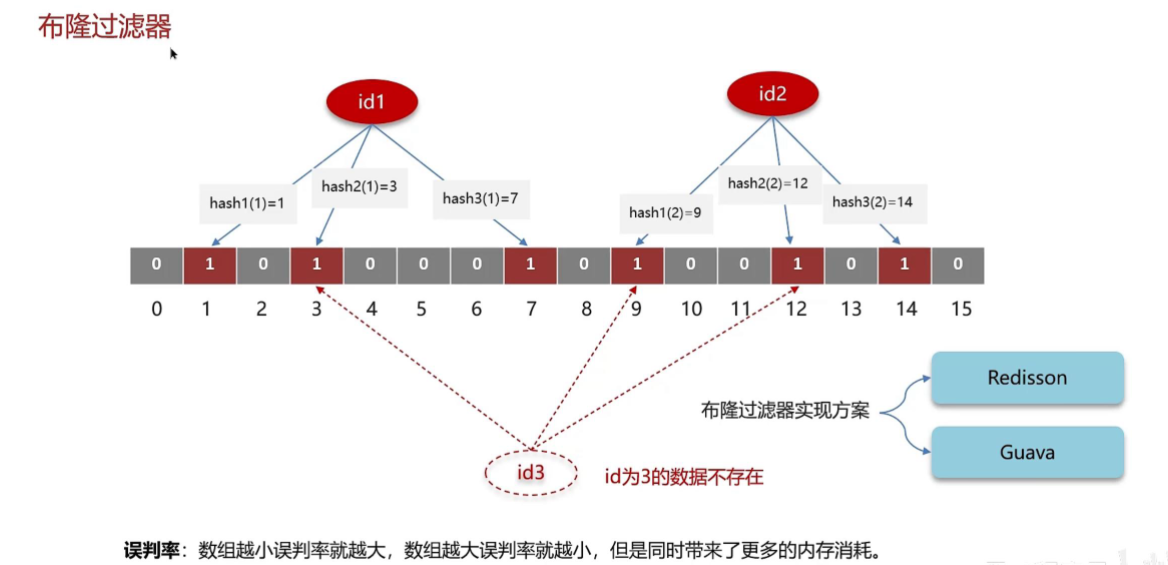 布隆过滤器
id1
id2
hash1(1)=1
hash2(1)=3
hash3(1)=7
hash1(2)=9
hash2(2)=12
hash3(2)=14
0 1 0 1 0 0 0 1 0 1 0 0 1 0 1 0
0 1 2 3 4 5 6 7 8 9 10 11 12 13 14 15
Redisson
布隆过滤器实现方案
Guava
id3
id为3的数据不存在
误判率：数组越小误判率就越大，数组越大误判率就越小，但是同时带来了更多的内存消耗。